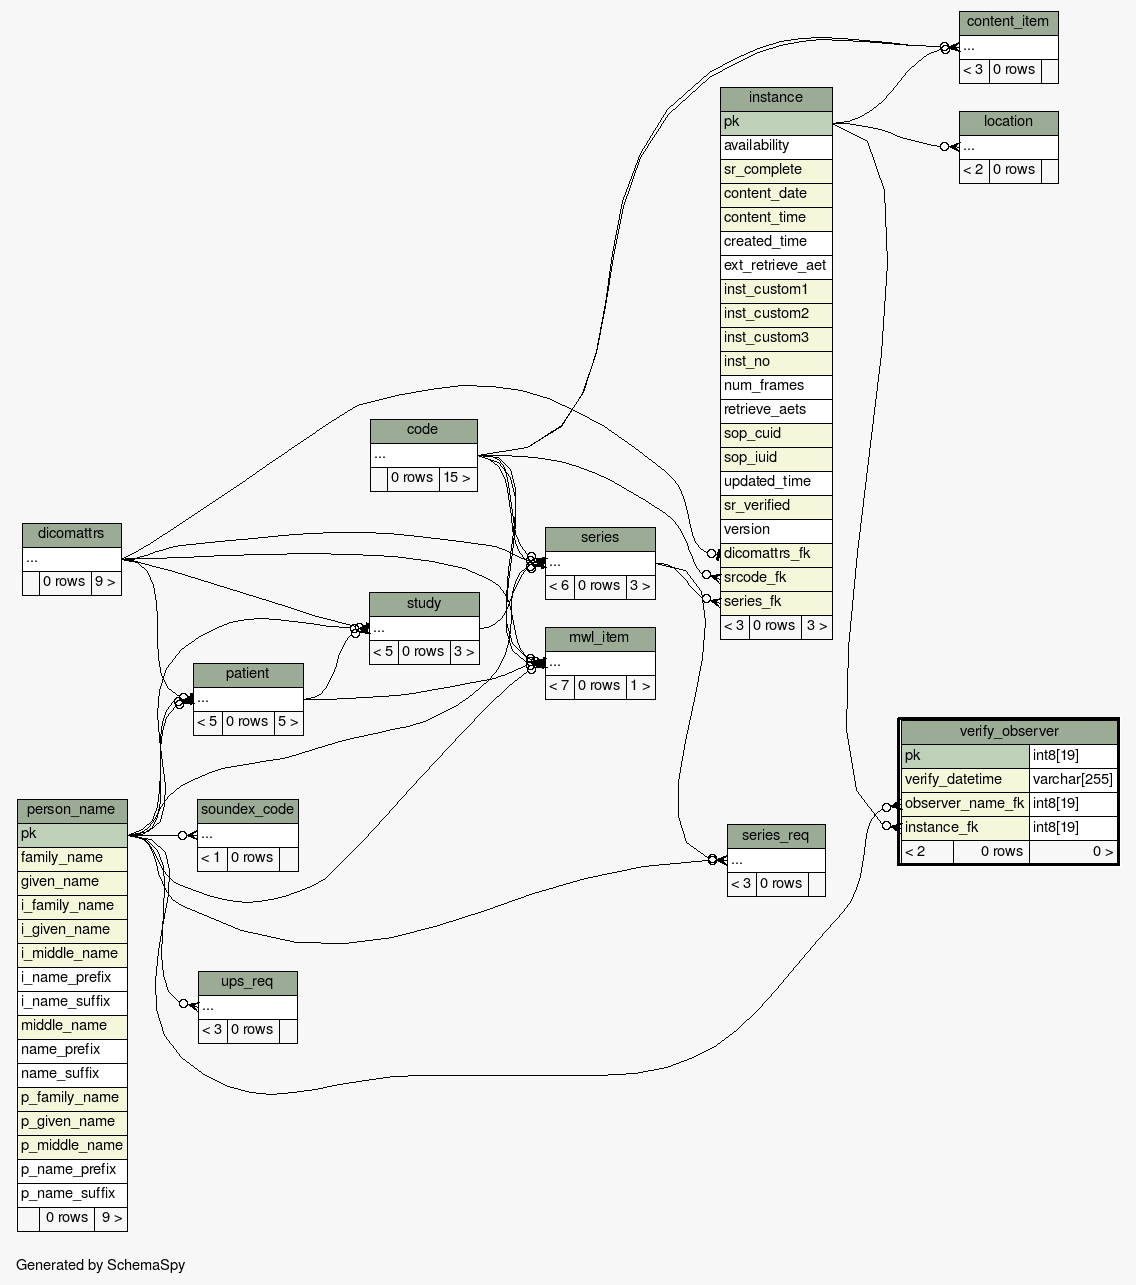 content_item
...
< 3 0 rows
instance
pk
availability
sr_complete
content_date
content_time
created_time
ext_retrieve_aet
inst_custom1
inst_custom2
inst_custom3
inst_no
num_frames
retrieve_aets
sop_cuid
sop_iuid
updated_time
sr_verified
version
dicomattrs_fk
srcode_fk
series_fk
< 3 0 rows 3 >
location
...
< 2 0 rows
code
...
0 rows 15 >
dicomattrs
...
0 rows 9 >
series
...
< 6 0 rows 3 >
study
...
< 5 0 rows 3 >
mwl_item
...
< 7 0 rows 1 >
patient
...
< 5 0 rows 5 >
verify_observer
pk int8[19]
verify_datetime varchar[255]
observer_name_fk int8[19]
instance_fk int8[19]
< 2 0 rows 0 >
person_name
pk
family_name
given_name
i_family_name
i_given_name
i_middle_name
i_name_prefix
i_name_suffix
middle_name
name_prefix
name_suffix
p_family_name
p_given_name
p_middle_name
p_name_prefix
p_name_suffix
0 rows 9 >
soundex_code
...
< 1 0 rows
series_req
...
< 3 0 rows
ups_req
...
< 3 0 rows
Generated by SchemaSpy